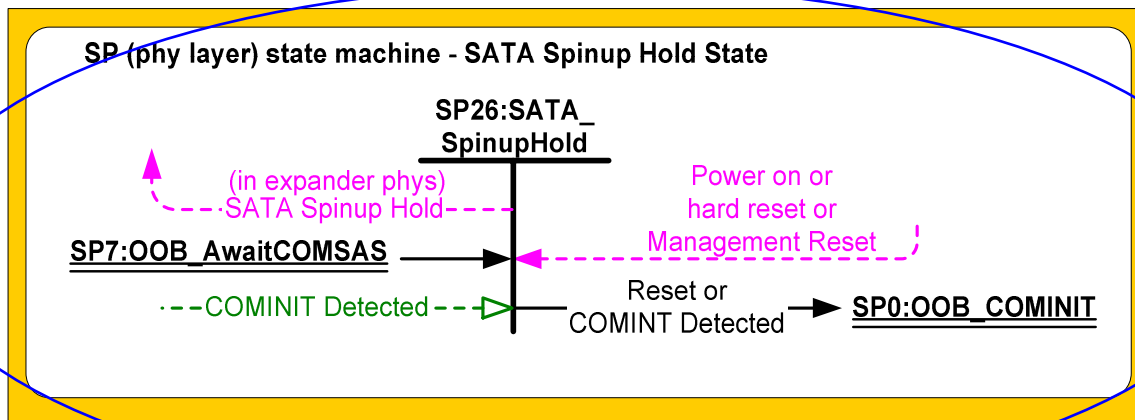 SP (phy layer) state machine - SATA Spinup Hold State
SP26:SATA_
SpinupHold
(in expander phys)
SATA Spinup Hold
Power on or
hard reset or
Management Reset
SP7:OOB_AwaitCOMSAS
COMINIT Detected
Reset or
COMINT Detected
SP0:OOB_COMINIT